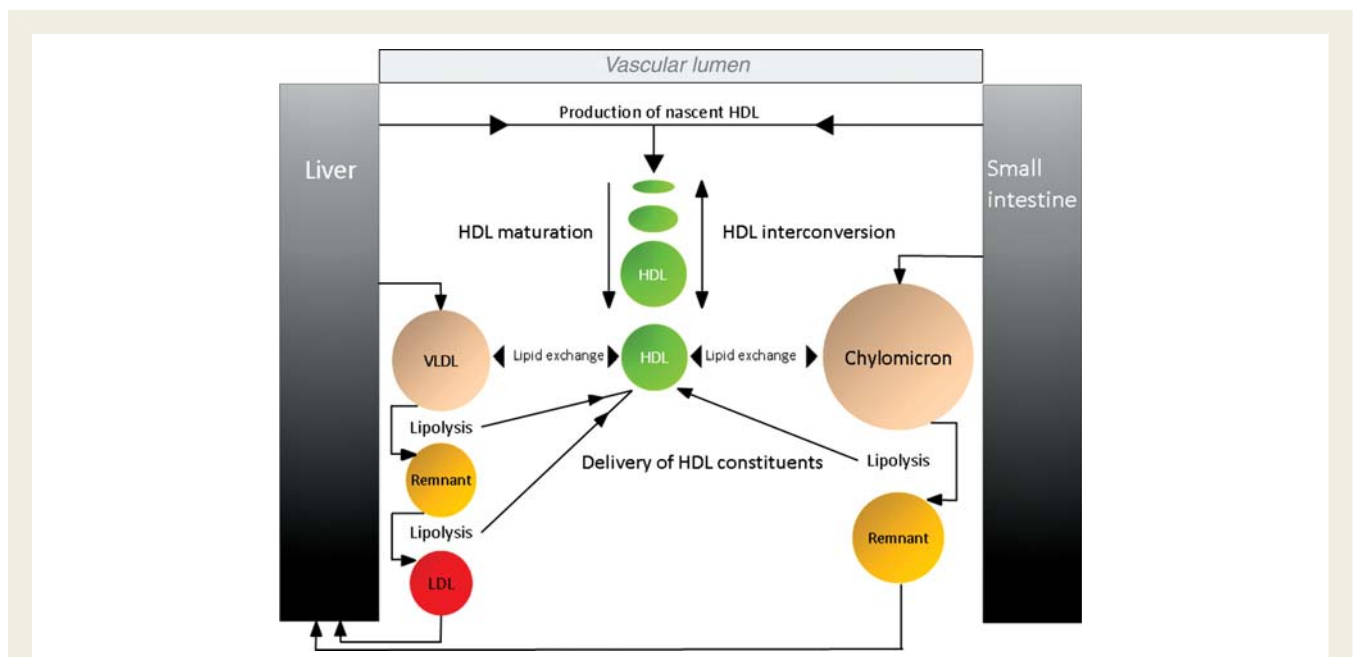 Vascular lumen
Production of nascent HDL
Liver
Small
intestine
HDL maturation
HDL interconversion
HDL
VLDL
Lipid exchange
HDL
Lipid exchange
Chylomicron
Lipolysis
Delivery of HDL constituents
Lipolysis
Remnant
Lipolysis
Remnant
LDL